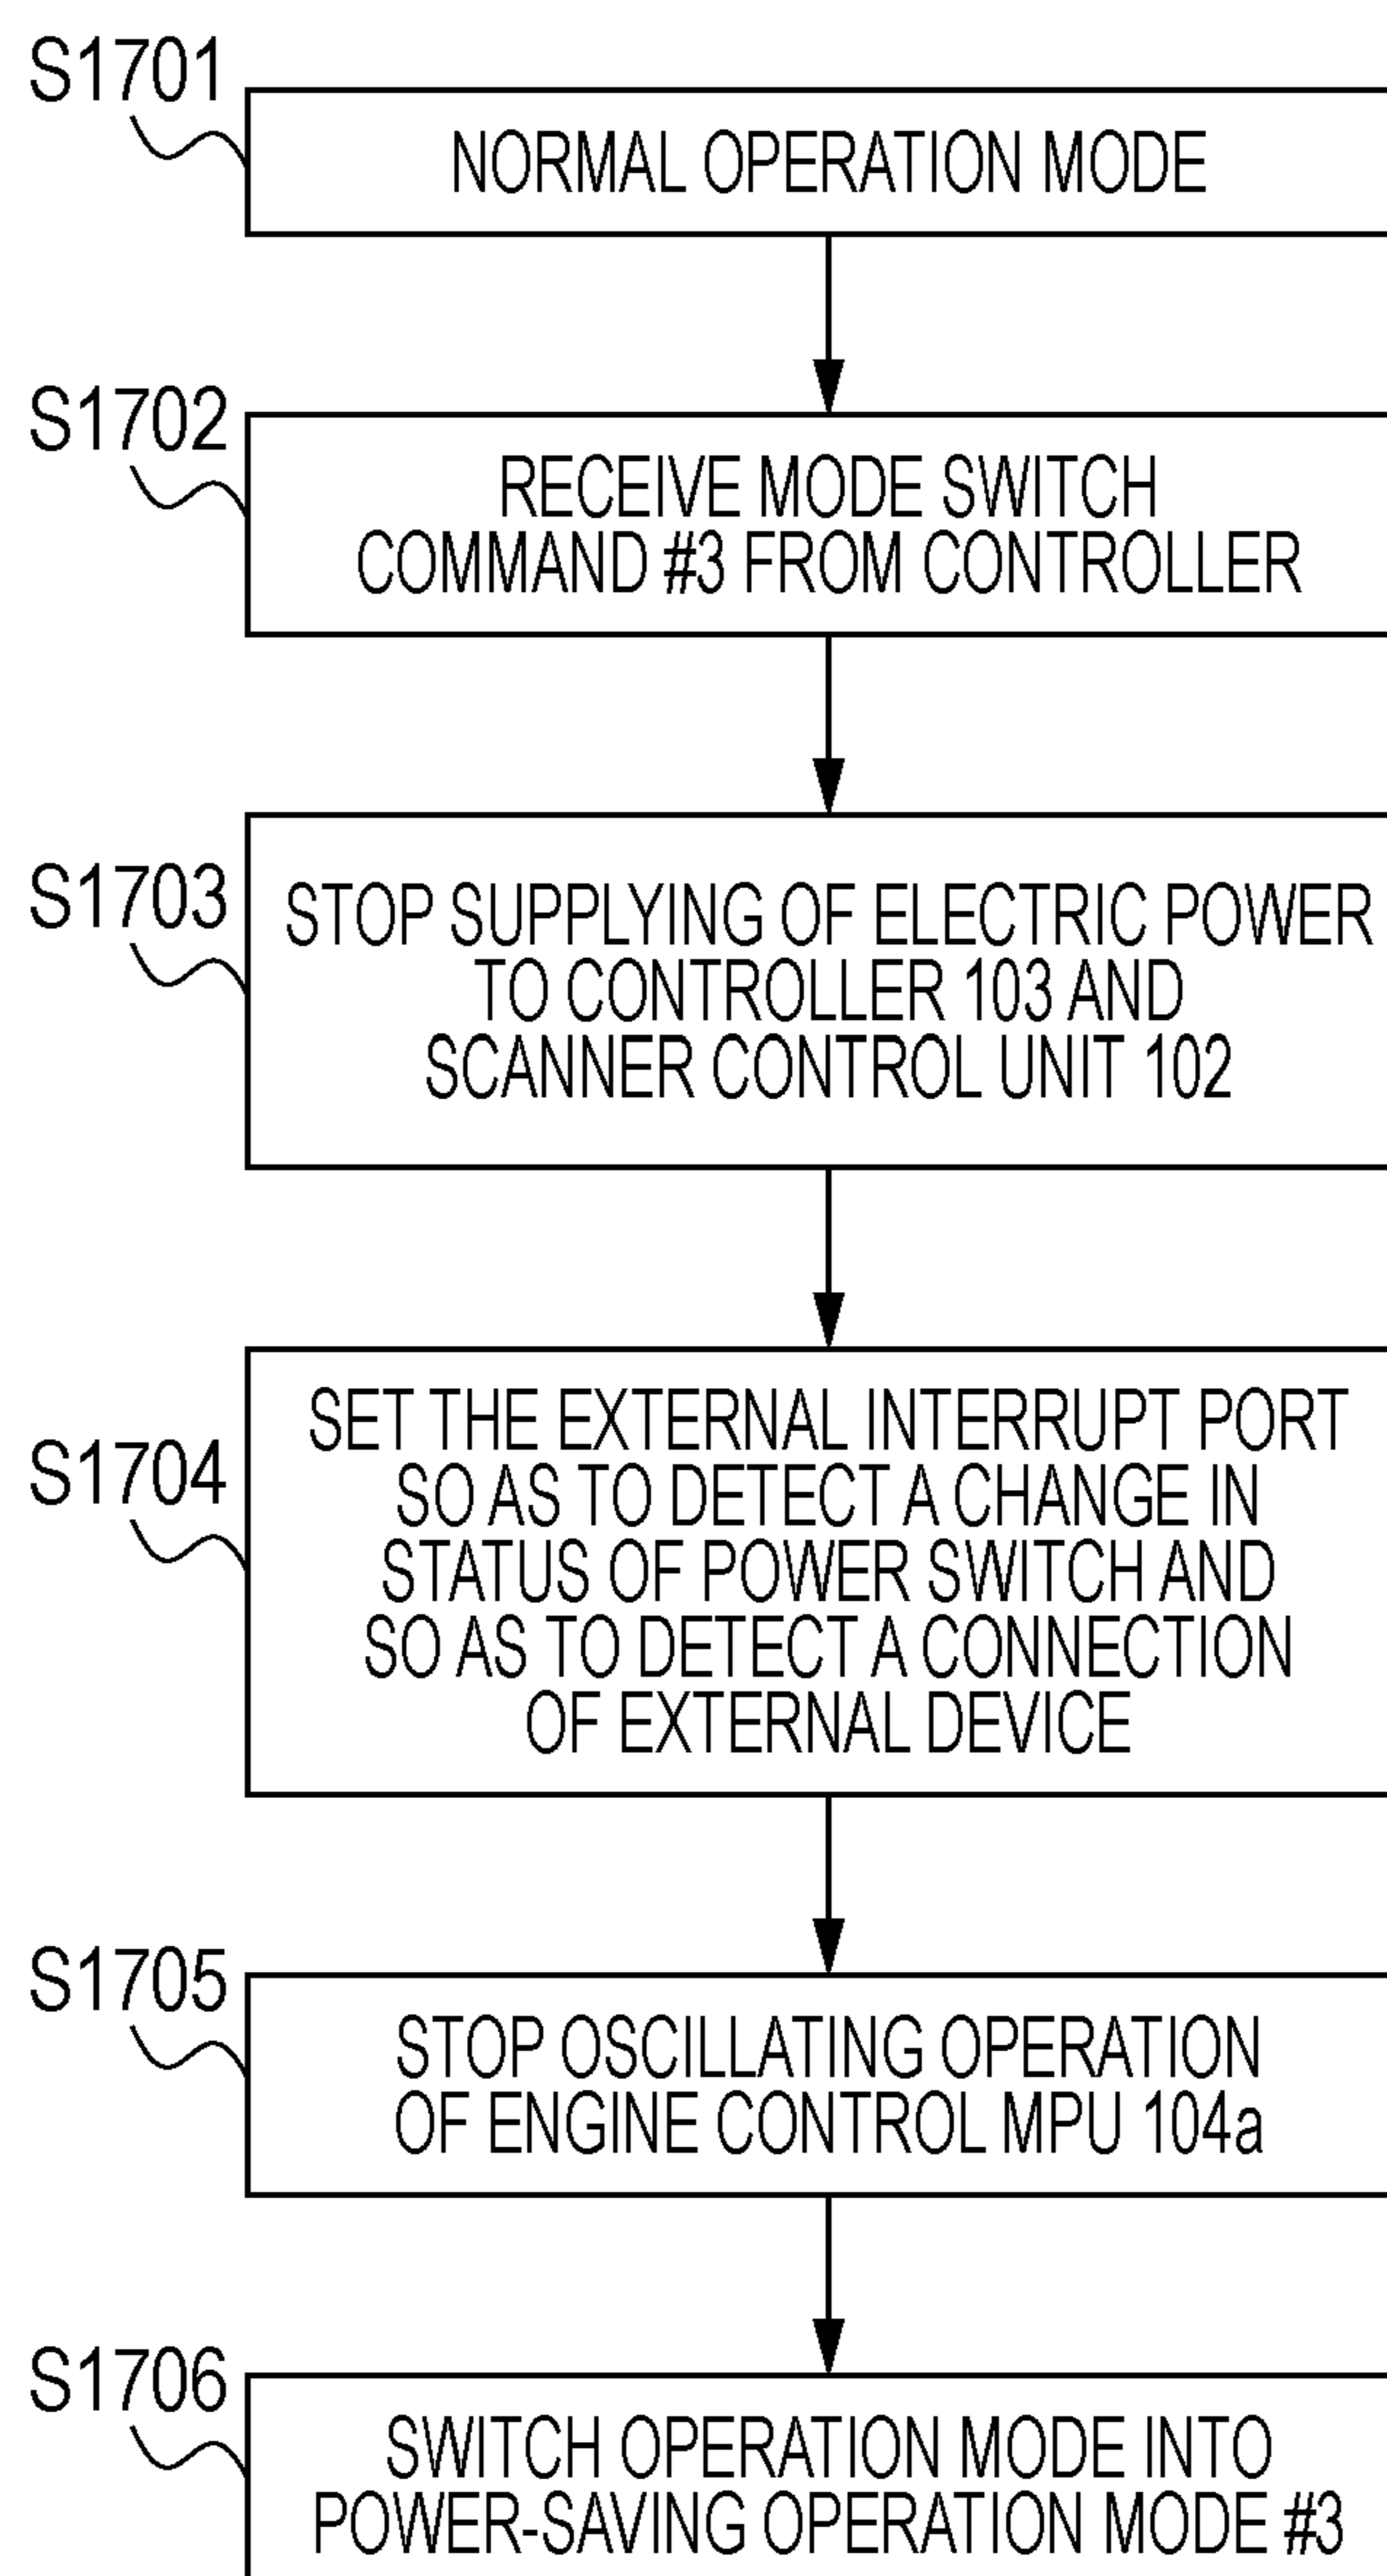 S1701
NORMAL OPERATION MODE
S1702
RECEIVE MODE SWITCH
COMMAND #3 FROM CONTROLLER
S1703
STOP SUPPLYING OF ELECTRIC POWER
TO CONTROLLER 103 AND
SCANNER CONTROL UNIT 102
S1704
SET THE EXTERNAL INTERRUPT PORT
SO AS TO DETECT A CHANGE IN
STATUS OF POWER SWITCH AND
SO AS TO DETECT A CONNECTION
OF EXTERNAL DEVICE
S1705
STOP OSCILLATING OPERATION
OF ENGINE CONTROL MPU 104a
S1706
SWITCH OPERATION MODE INTO
POWER-SAVING OPERATION MODE #3